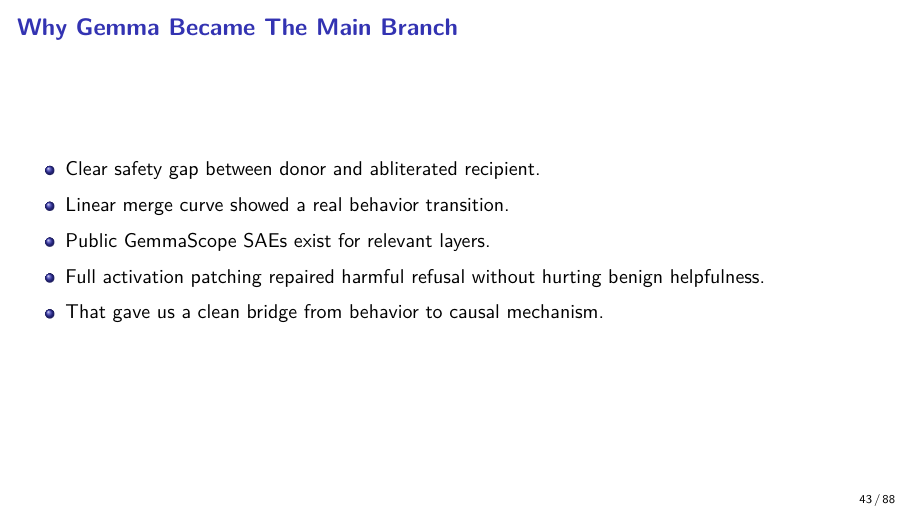 Why Gemma Became The Main Branch
Clear safety gap between donor and abliterated recipient.
Linear merge curve showed a real behavior transition.
Public GemmaScope SAEs exist for relevant layers.
Full activation patching repaired harmful refusal without hurting benign helpfulness.
That gave us a clean bridge from behavior to causal mechanism.
43 / 88